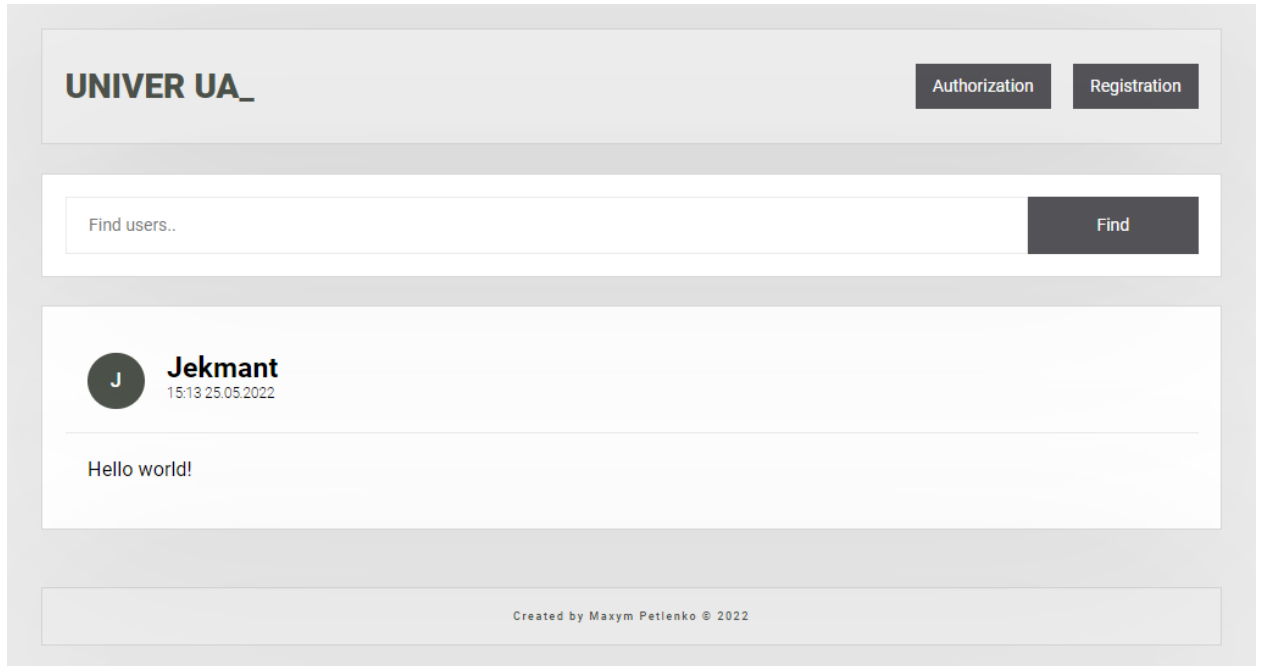 UNIVER UA_
Authorization
Registration
Find users..
Find
J
Jekmant
15:13 25.05.2022
Hello world!
Created by Maxym Petlenko © 2022